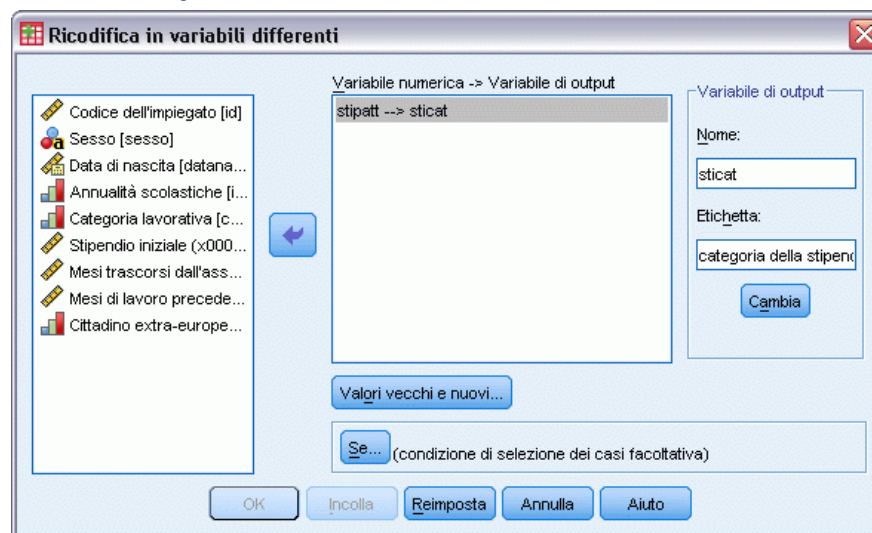 Ricodifica in variabili differenti
Codice dell'impiegato [id]
Sesso [sesso]
Data di nascita [datana...
Annualità scolastiche [i...
Categoria lavorativa [c...
Stipendio iniziale (x000...
Mesi trascorsi dall'ass...
Mesi di lavoro precede...
Cittadino extra-europe...
Variabile numerica -> Variabile di output
stipatt --> sticat
Variabile di output
Nome:
sticat
Etichetta:
categoria della stipend
Cambia
Valori vecchi e nuovi...
Se... (condizione di selezione dei casi facoltativa)
OK Incolla Reimposta Annulla Aiuto